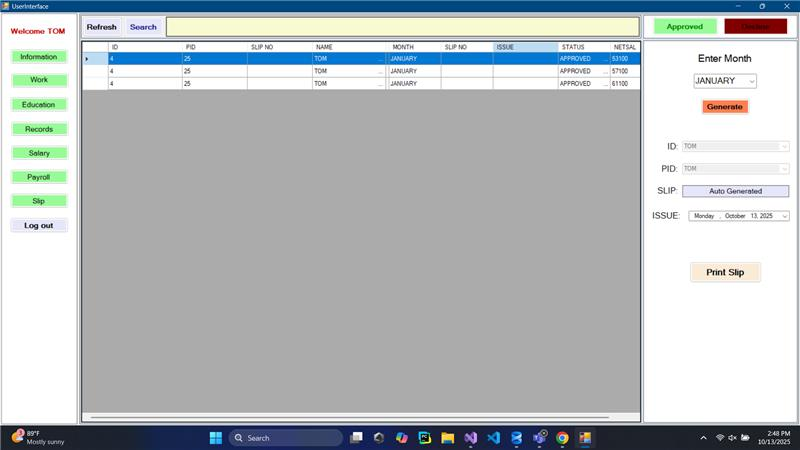 UserInterface
Welcome TOM
Information
Work
Education
Records
Salary
Payroll
Slip
Log out
Refresh Search
ID PID SLIP NO NAME MONTH SLIP NO ISSUE STATUS NETSAL
4 25 TOM ... JANUARY APPROVED ... 53100
4 25 TOM ... JANUARY APPROVED ... 57100
4 25 TOM ... JANUARY APPROVED ... 61100
Approved Decline
Enter Month
JANUARY
Generate
ID: TOM
PID: TOM
SLIP: Auto Generated
ISSUE: Monday , October 13, 2025
Print Slip
89°F
Mostly sunny
Search
2:48 PM
10/13/2025